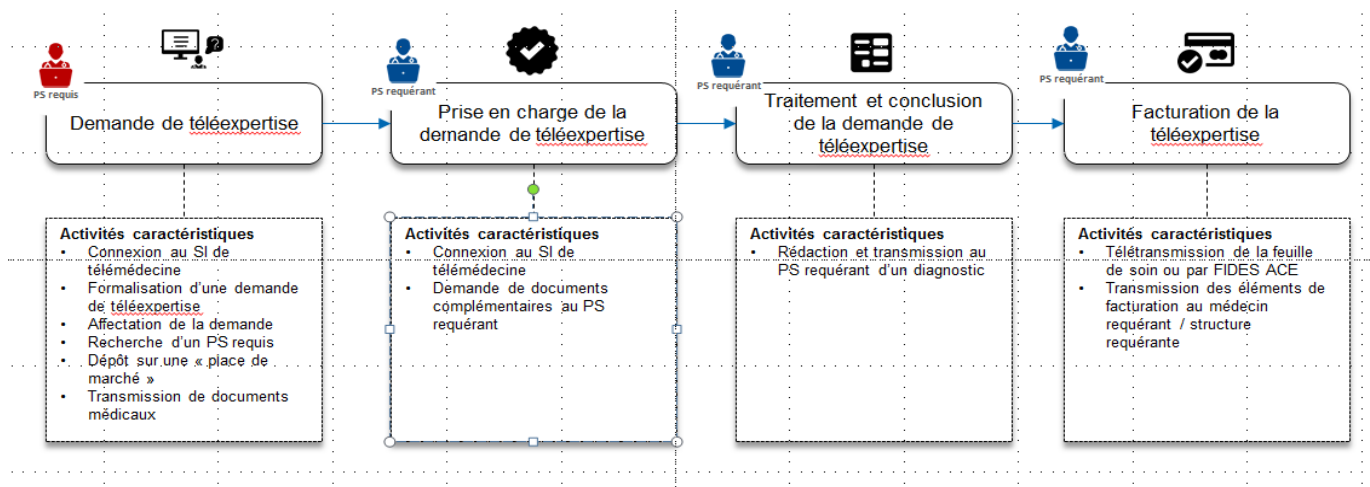 PS requis
Demande de téléexpertise
Activités caractéristiques
• Connexion au SI de
télémédecine
• Formalisation d'une demande
de téléexpertise
• Affectation de la demande
• Recherche d'un PS requis
• Dépôt sur une « place de
marché »
• Transmission de documents
médicaux
PS requérant
Prise en charge de la
demande de téléexpertise
Activités caractéristiques
• Connexion au SI de
télémédecine
• Demande de documents
complémentaires au PS
requérant
PS requérant
Traitement et conclusion
de la demande de
téléexpertise
Activités caractéristiques
• Rédaction et transmission au
PS requérant d'un diagnostic
PS requérant
Facturation de la
téléexpertise
Activités caractéristiques
• Télétransmission de la feuille
de soin ou par FIDES ACE
• Transmission des éléments de
facturation au médecin
requérant / structure
requérante